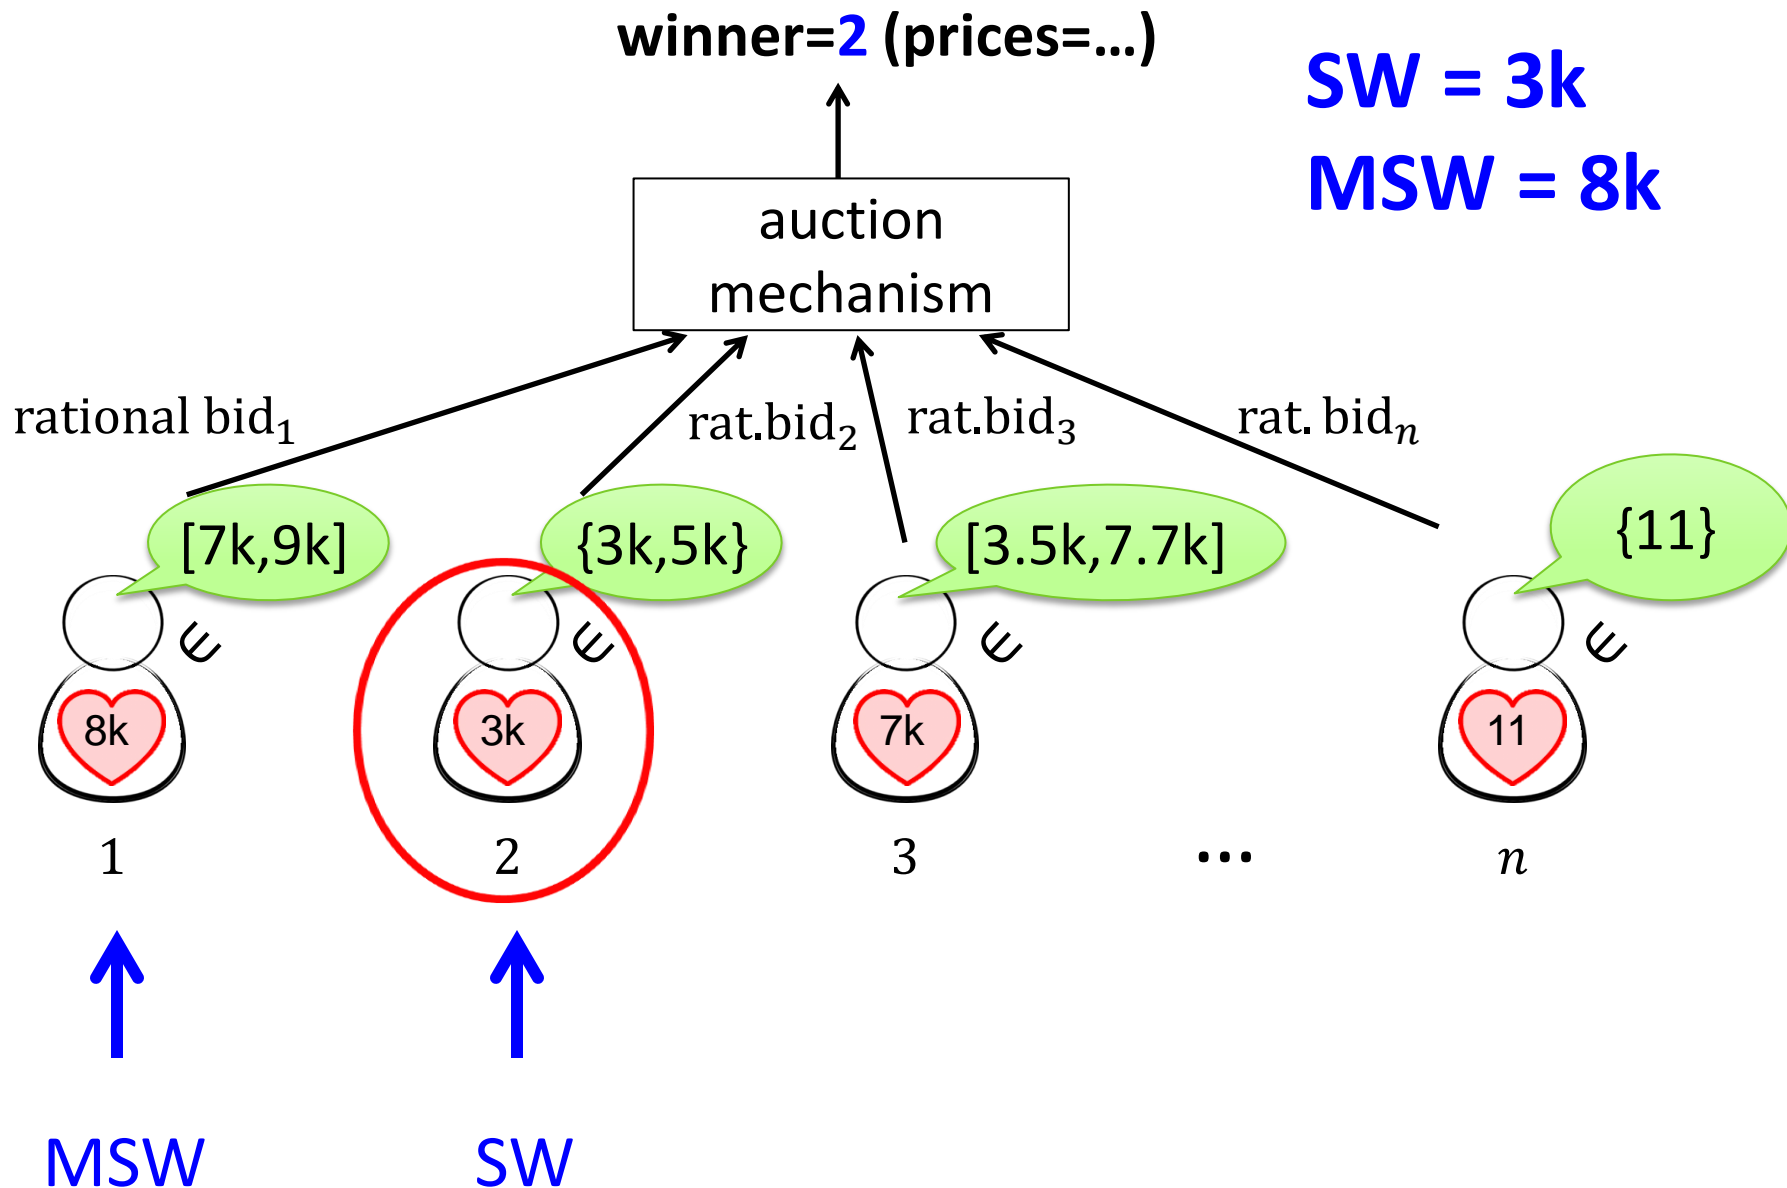 winner=2 (prices=…)
SW = 3k
MSW = 8k
auction
mechanism
rational bid₁
rat.bid₂
rat.bid₃
rat. bidₙ
[7k,9k]
{3k,5k}
[3.5k,7.7k]
{11}
∈
∈
∈
∈
8k
3k
7k
11
1
2
3
…
n
MSW
SW